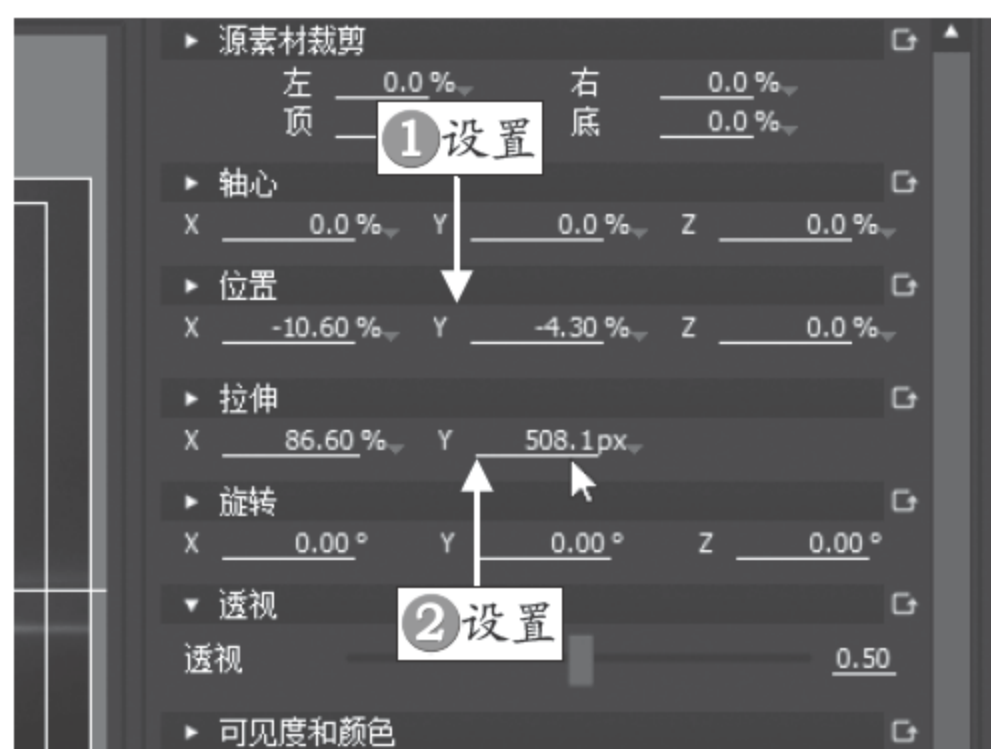 源素材裁剪
左 0.0% 右 0.0%
顶 底 0.0%
1 设置
轴心
X 0.0% Y 0.0% Z 0.0%
位置
X -10.60% Y -4.30% Z 0.0%
拉伸
X 86.60% Y 508.1px
旋转
X 0.00° Y 0.00° Z 0.00°
透视
2 设置
透视 0.50
可见度和颜色